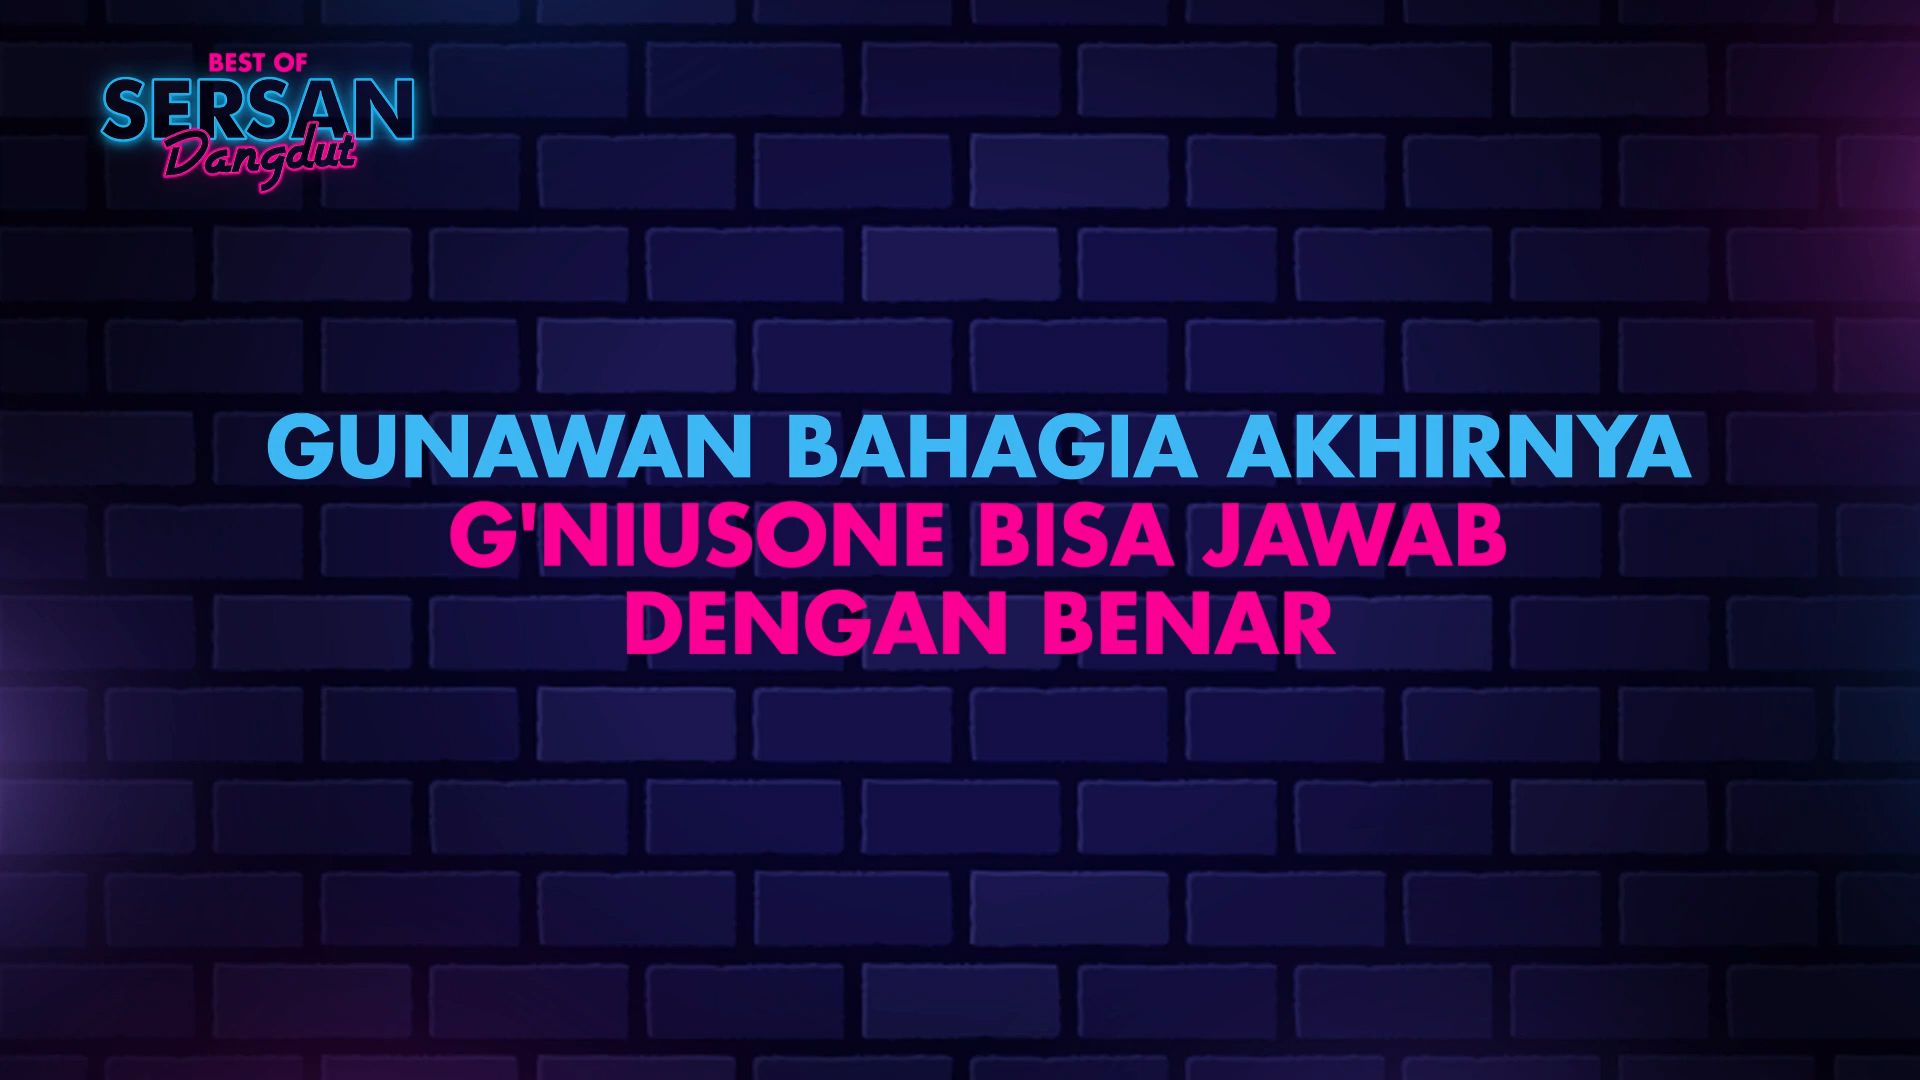 BEST OF
SERSAN
Dangdut
GUNAWAN BAHAGIA AKHIRNYA
G'NIUSONE BISA JAWAB
DENGAN BENAR